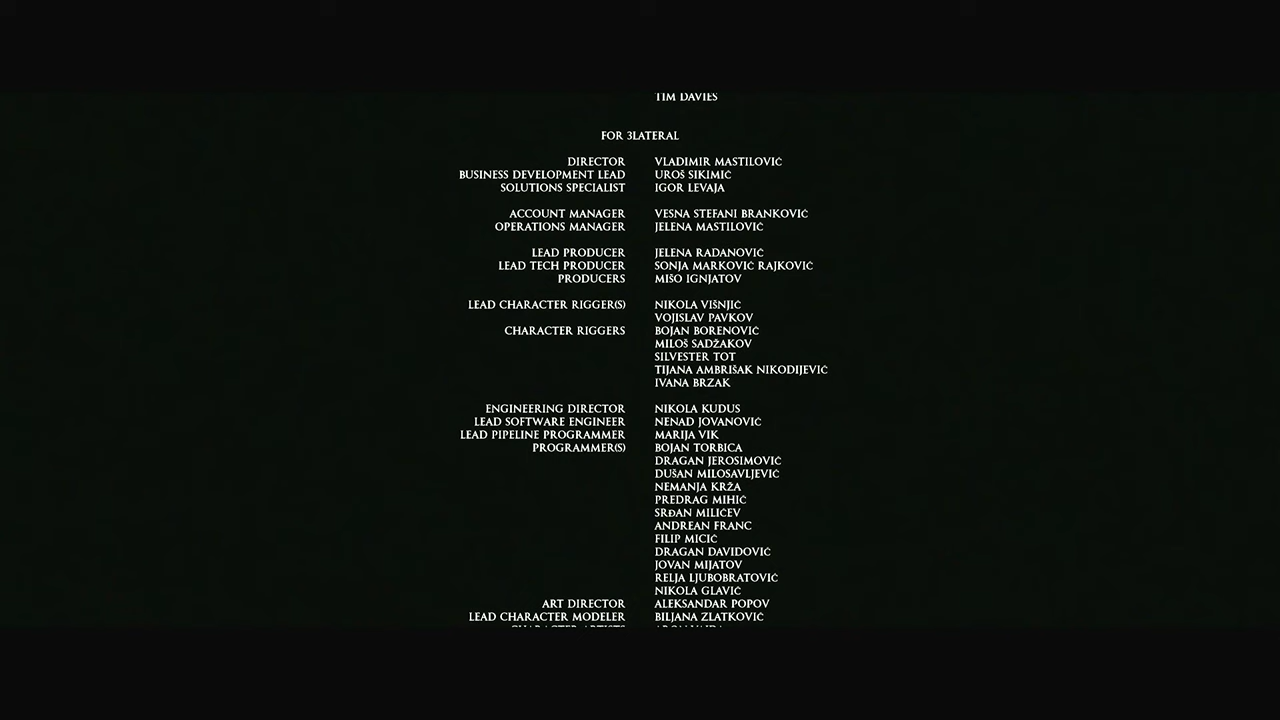 TIM DAVIES
FOR 3LATERAL
DIRECTOR VLADIMIR MASTILOVIĆ
BUSINESS DEVELOPMENT LEAD UROŠ SIKIMIĆ
SOLUTIONS SPECIALIST IGOR LEVAJA
ACCOUNT MANAGER VESNA STEFANI BRANKOVIĆ
OPERATIONS MANAGER JELENA MASTILOVIĆ
LEAD PRODUCER JELENA RADANOVIĆ
LEAD TECH PRODUCER SONJA MARKOVIĆ RAJKOVIĆ
PRODUCERS MIŠO IGNJATOV
LEAD CHARACTER RIGGER(S) NIKOLA VIŠNJIĆ
VOJISLAV PAVKOV
CHARACTER RIGGERS BOJAN BORENOVIĆ
MILOŠ SADŽAKOV
SILVESTER TOT
TIJANA AMBRIŠAK NIKODIJEVIĆ
IVANA BRZAK
ENGINEERING DIRECTOR NIKOLA KUDUS
LEAD SOFTWARE ENGINEER NENAD JOVANOVIĆ
LEAD PIPELINE PROGRAMMER MARIJA VIK
PROGRAMMER(S) BOJAN TORBICA
DRAGAN JEROSIMOVIĆ
DUŠAN MILOSAVLJEVIĆ
NEMANJA KRŽA
PREDRAG MIHIĆ
SRĐAN MILIĆEV
ANDREAN FRANC
FILIP MICIĆ
DRAGAN DAVIDOVIĆ
JOVAN MIJATOV
RELJA LJUBOBRATOVIĆ
NIKOLA GLAVIĆ
ART DIRECTOR ALEKSANDAR POPOV
LEAD CHARACTER MODELER BILJANA ZLATKOVIĆ